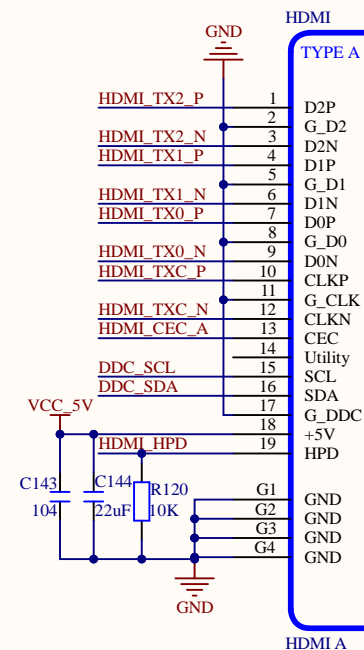 GND
HDMI
TYPE A
HDMI_TX2_P 1 D2P
2 G_D2
HDMI_TX2_N 3 D2N
HDMI_TX1_P 4 D1P
5 G_D1
HDMI_TX1_N 6 D1N
HDMI_TX0_P 7 D0P
8 G_D0
HDMI_TX0_N 9 D0N
HDMI_TXC_P 10 CLKP
11 G_CLK
HDMI_TXC_N 12 CLKN
HDMI_CEC_A 13 CEC
14 Utility
DDC_SCL 15 SCL
DDC_SDA 16 SDA
17 G_DDC
VCC_5V
18 +5V
HDMI_HPD 19 HPD
C143 C144 R120
104 22uF 10K
G1 GND
G2 GND
G3 GND
G4 GND
GND
HDMI A